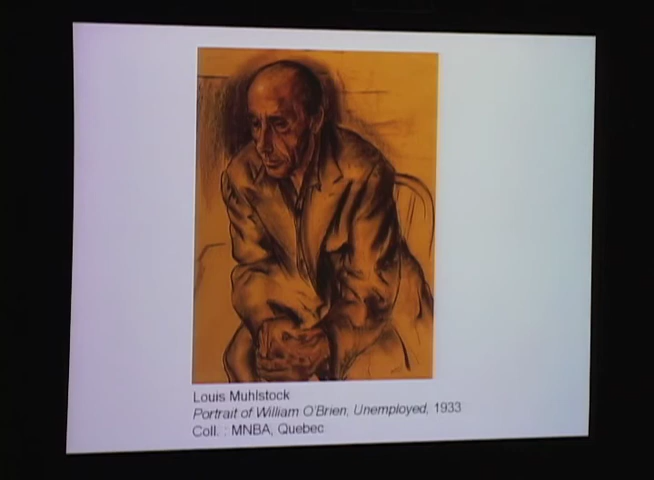 Louis Muhlstock
Portrait of William O'Brien, Unemployed, 1933
Coll. : MNBA, Quebec